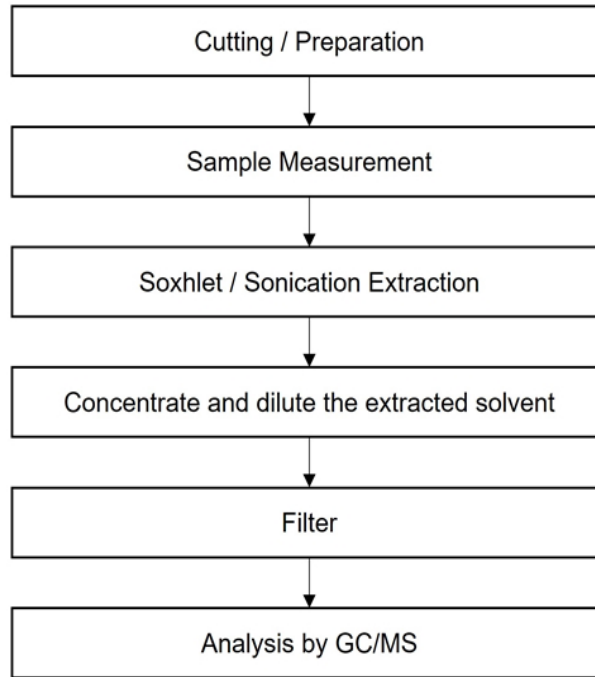 Cutting / Preparation
Sample Measurement
Soxhlet / Sonication Extraction
Concentrate and dilute the extracted solvent
Filter
Analysis by GC/MS